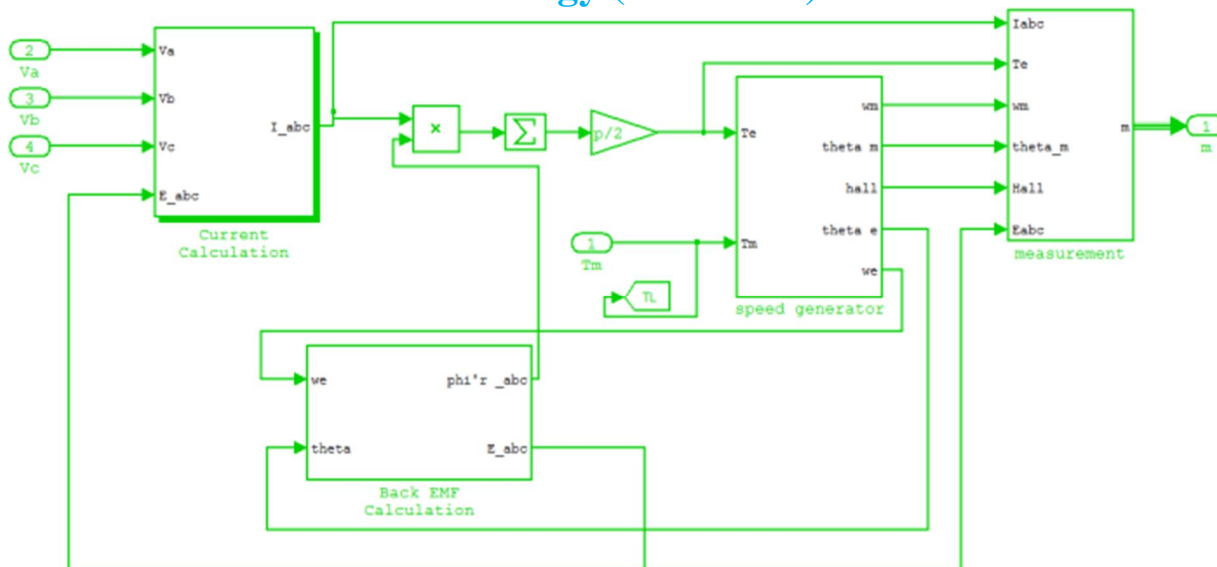 Iabc
2
Va
Va
Te
3
Vb
Vb
wm
wm
I_abc
×
Σ
p/2
Te
m
1
m
4
Vc
Vc
theta m
theta_m
hall
Hall
E_abc
theta e
Eabc
Current
Calculation
1
Tm
Tm
measurement
we
TL
speed generator
we
phi'r _abc
theta
E_abc
Back EMF
Calculation